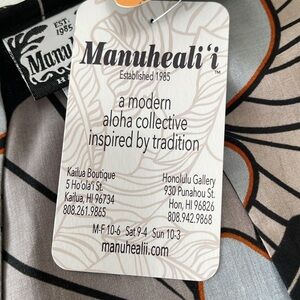 EST.
1985
Manu
Manuheali'i
TM
Established 1985
a modern
aloha collective
inspired by tradition
Kailua Boutique
5 Ho'ola'i St.
Kailua, HI 96734
808.261.9865
Honolulu Gallery
930 Punahou St.
Hon, HI 96826
808.942.9868
M-F 10-6 Sat 9-4 Sun 10-3
manuhealii.com